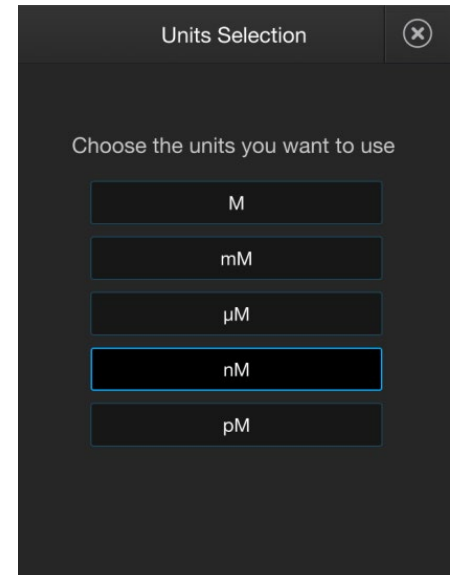 Units Selection
Choose the units you want to use
M
mM
µM
nM
pM